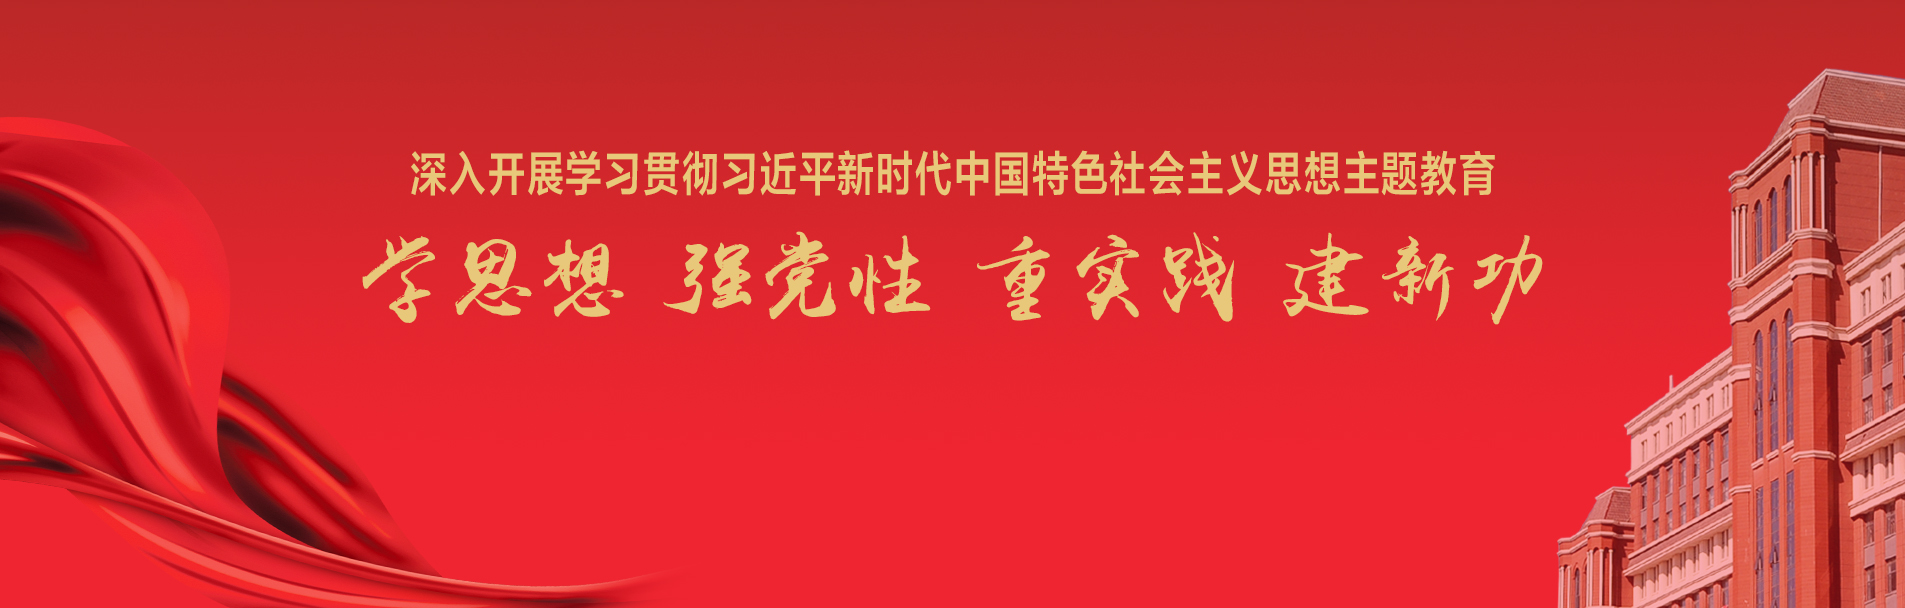 深入开展学习贯彻习近平新时代中国特色社会主义思想主题教育
学思想 强党性 重实践 建新功